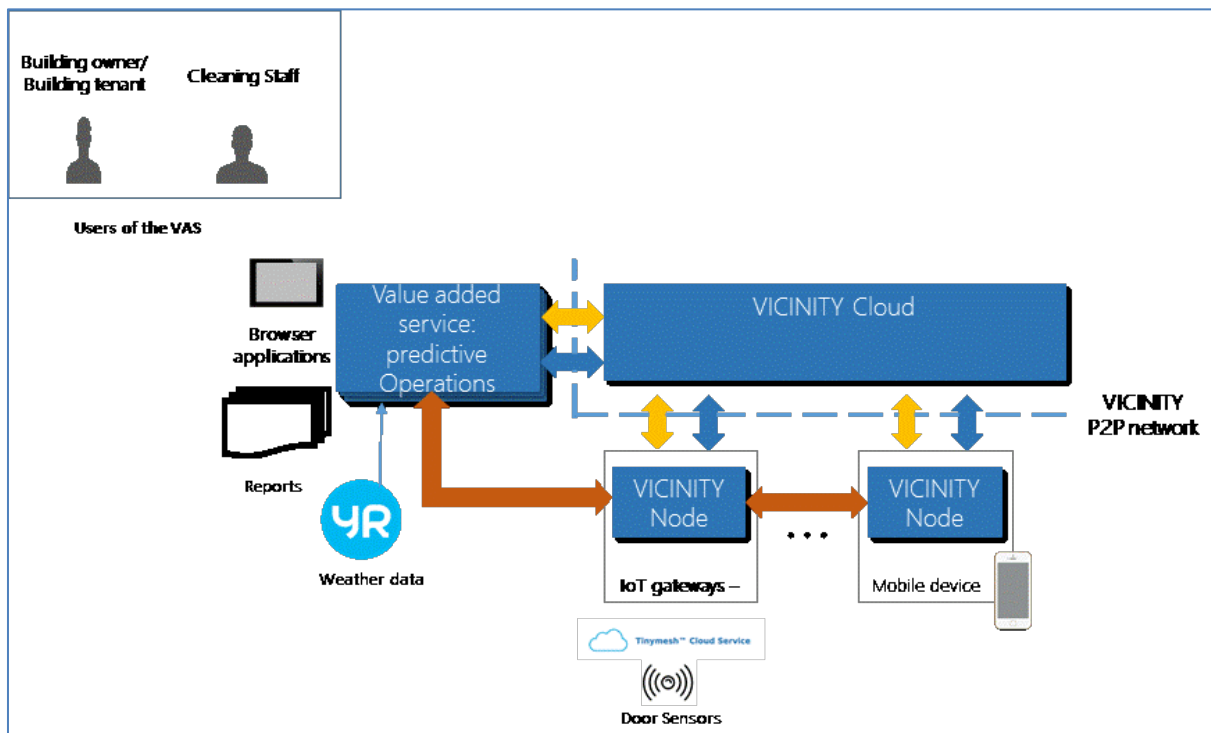 Building owner/
Building tenant
Cleaning Staff
Users of the VAS
Browser
applications
Reports
Value added
service:
predictive
Operations
VICINITY Cloud
VICINITY
P2P network
YR
Weather data
VICINITY
Node
VICINITY
Node
...
IoT gateways –
Mobile device
Tinymesh™ Cloud Service
Door Sensors